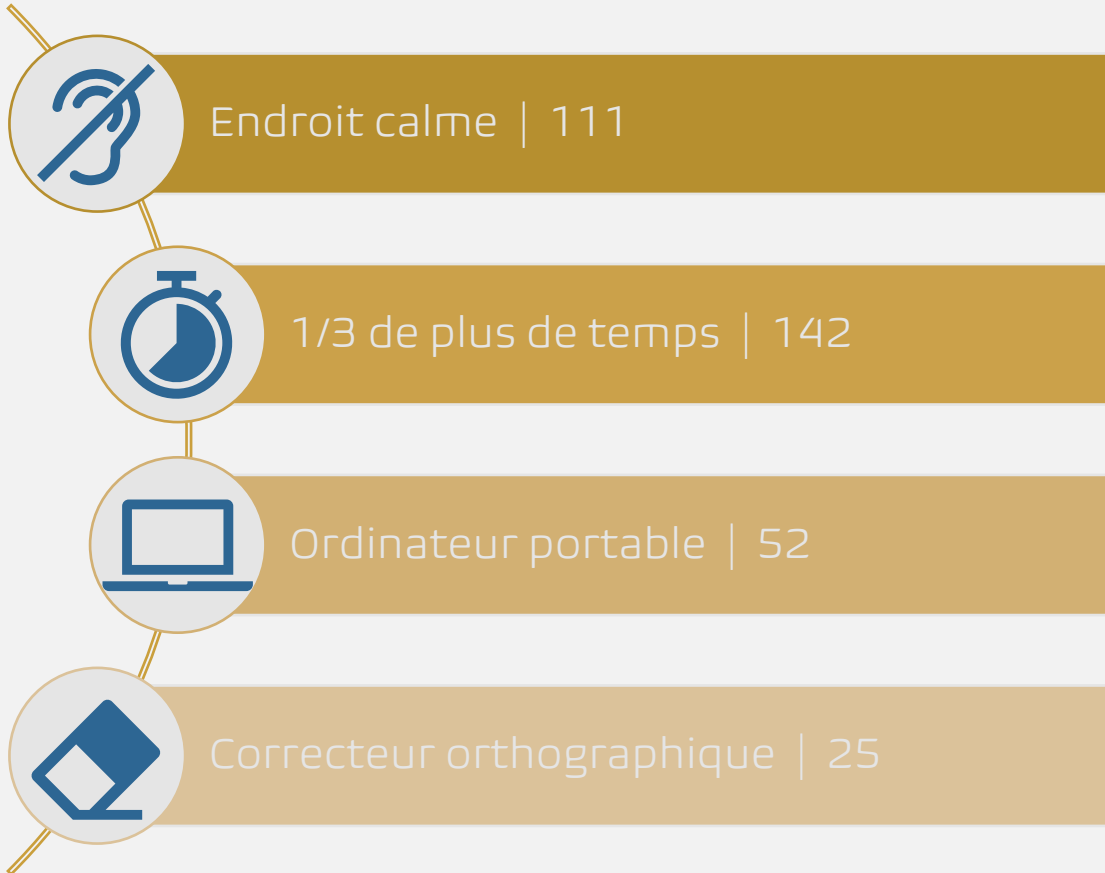 Endroit calme | 111
1/3 de plus de temps | 142
Ordinateur portable | 52
Correcteur orthographique | 25